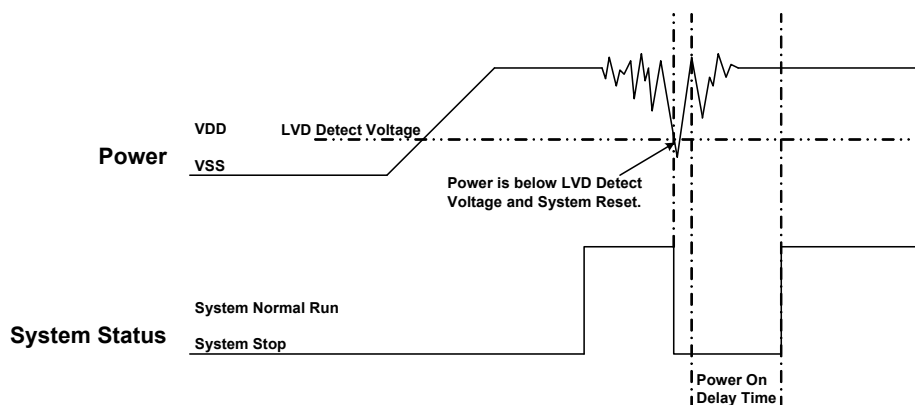 VDD
LVD Detect Voltage
Power
VSS
Power is below LVD Detect
Voltage and System Reset.
System Normal Run
System Status
System Stop
Power On
Delay Time